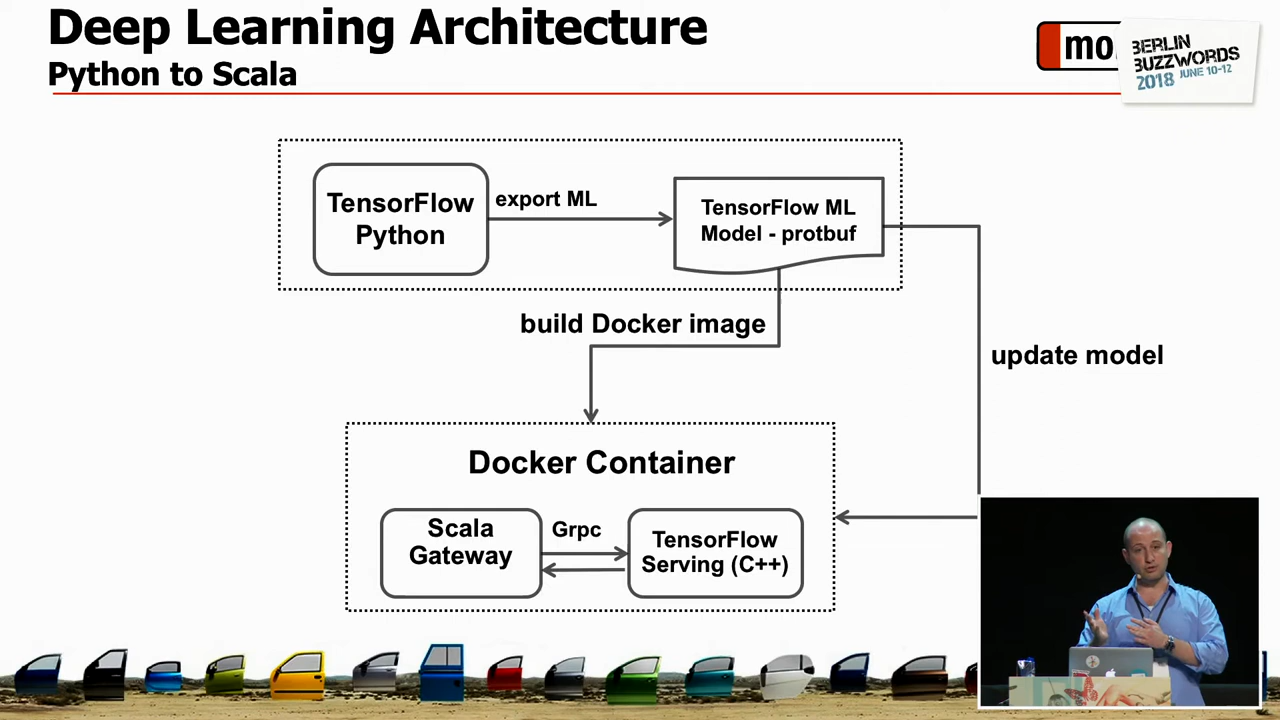 Deep Learning Architecture
Python to Scala
mo
BERLIN
BUZZWORDS
2018 JUNE 10-12
TensorFlow
Python
export ML
TensorFlow ML
Model - protbuf
build Docker image
update model
Docker Container
Scala
Gateway
Grpc
TensorFlow
Serving (C++)